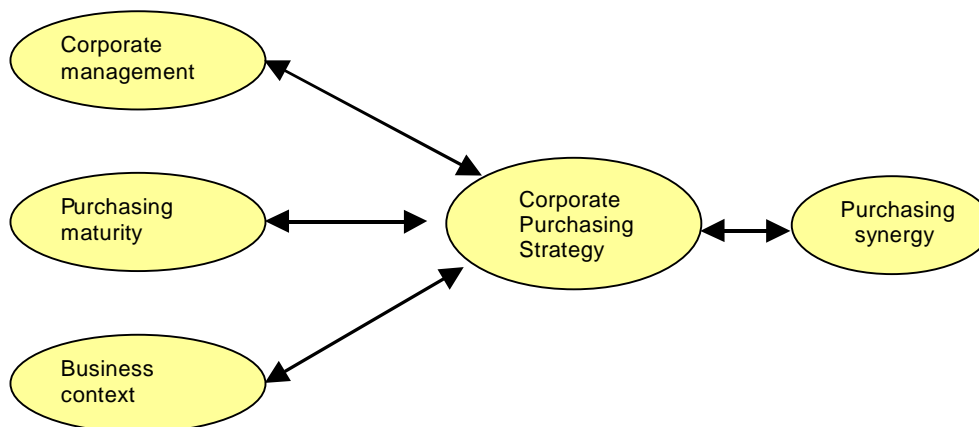 Corporate
management
Purchasing
maturity
Corporate
Purchasing
Strategy
Purchasing
synergy
Business
context